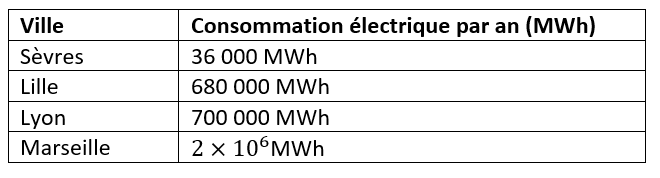 Ville Consommation électrique par an (MWh)
Sèvres 36 000 MWh
Lille 680 000 MWh
Lyon 700 000 MWh
Marseille 2 × 10⁶MWh